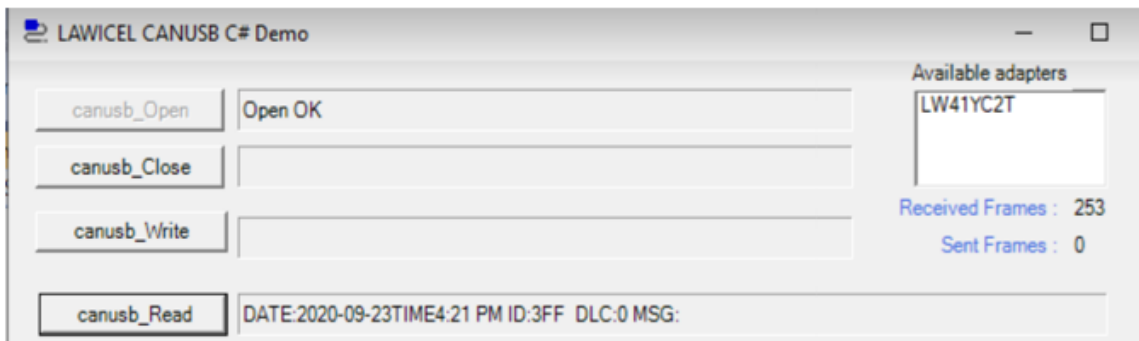 LAWICEL CANUSB C# Demo
Available adapters
canusb_Open
Open OK
LW41YC2T
canusb_Close
Received Frames : 253
canusb_Write
Sent Frames : 0
canusb_Read
DATE:2020-09-23TIME4:21 PM ID:3FF DLC:0 MSG: